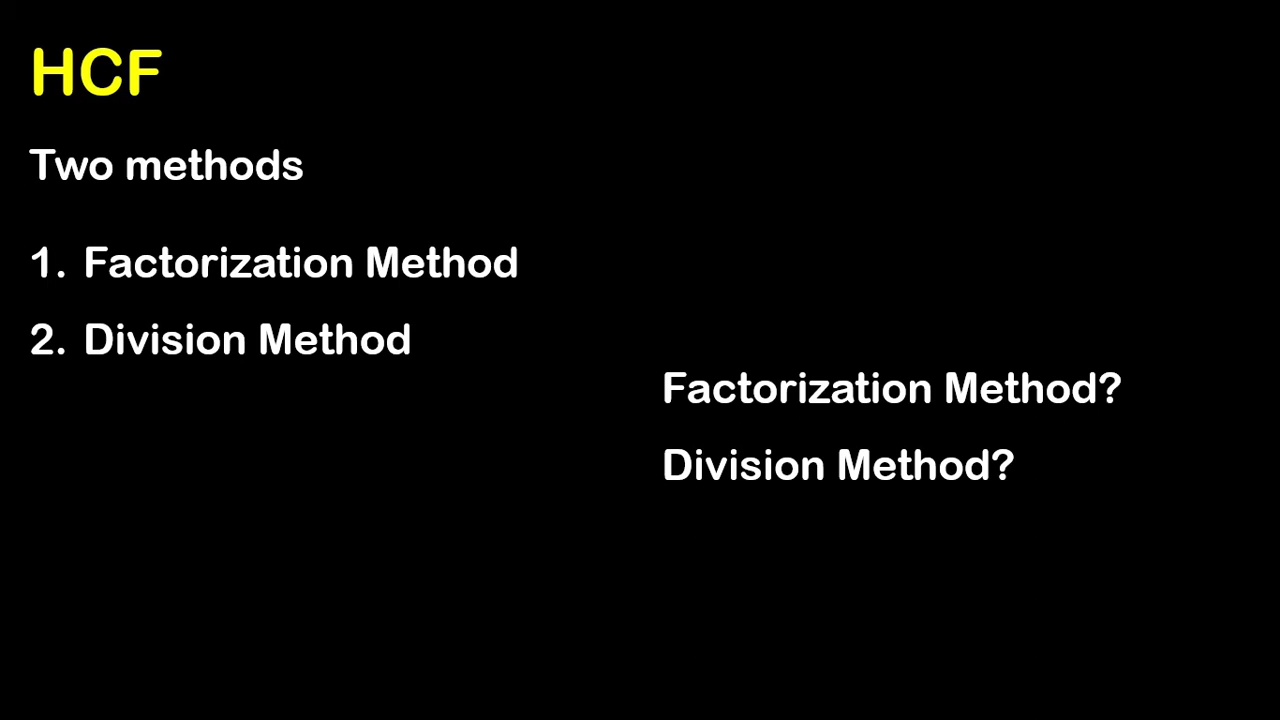 HCF
Two methods
1. Factorization Method
2. Division Method
Factorization Method?
Division Method?